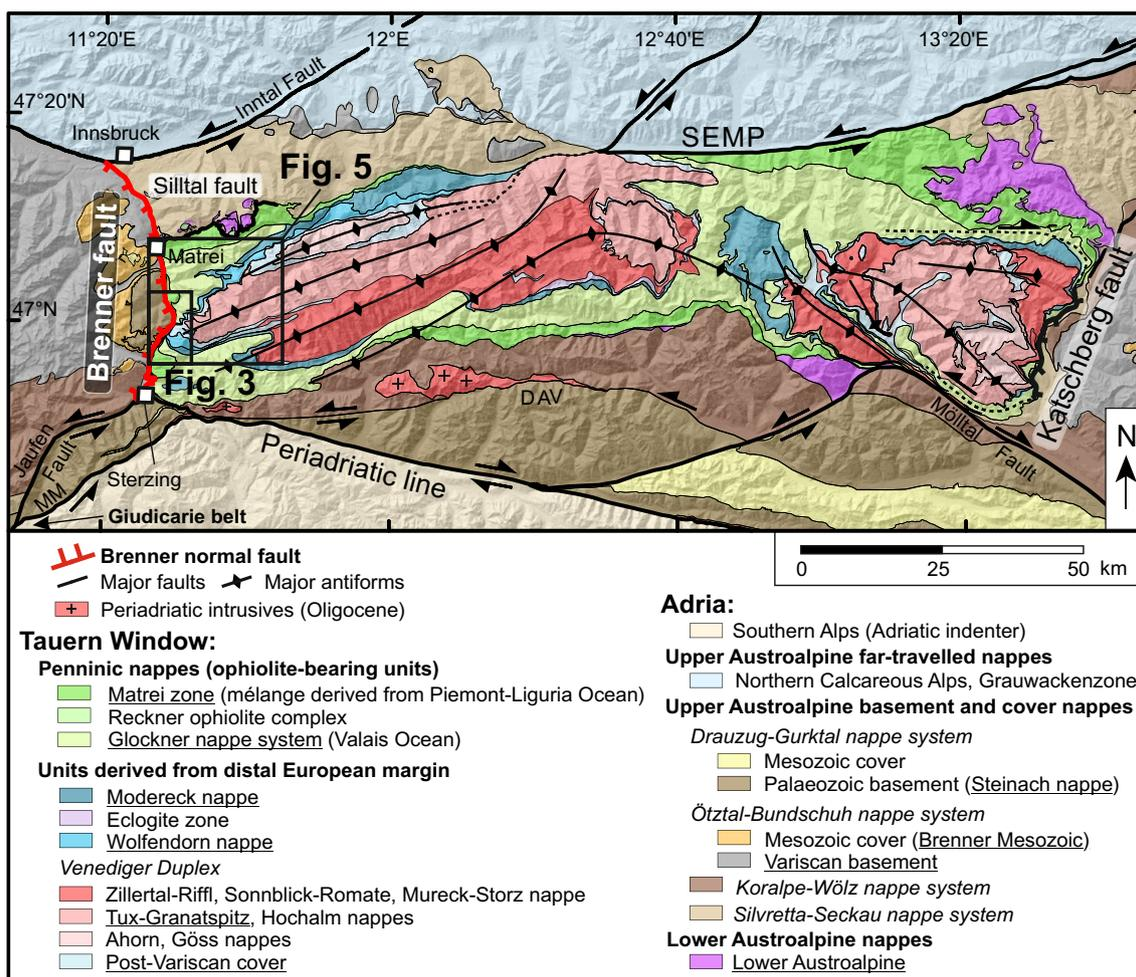 11°20'E
12°E
12°40'E
13°20'E
47°20'N
Inntal Fault
Innsbruck
SEMP
Fig. 5
Silltal fault
Brenner fault
Matrei
47°N
Katschberg fault
Fig. 3
DAV
Mölltal Fault
N
Jaufen Fault
Periadriatic line
Sterzing
MM
Giudicarie belt
Brenner normal fault
Major faults Major antiforms
Periadriatic intrusives (Oligocene)
Tauern Window:
Penninic nappes (ophiolite-bearing units)
Matrei zone (mélange derived from Piemont-Liguria Ocean)
Reckner ophiolite complex
Glockner nappe system (Valais Ocean)
Units derived from distal European margin
Modereck nappe
Eclogite zone
Wolfendorn nappe
Venediger Duplex
Zillertal-Riffl, Sonnblick-Romate, Mureck-Storz nappe
Tux-Granatspitz, Hochalm nappes
Ahorn, Göss nappes
Post-Variscan cover
0 25 50 km
Adria:
Southern Alps (Adriatic indenter)
Upper Austroalpine far-travelled nappes
Northern Calcareous Alps, Grauwackenzone
Upper Austroalpine basement and cover nappes
Drauzug-Gurktal nappe system
Mesozoic cover
Palaeozoic basement (Steinach nappe)
Ötztal-Bundschuh nappe system
Mesozoic cover (Brenner Mesozoic)
Variscan basement
Koralpe-Wölz nappe system
Silvretta-Seckau nappe system
Lower Austroalpine nappes
Lower Austroalpine